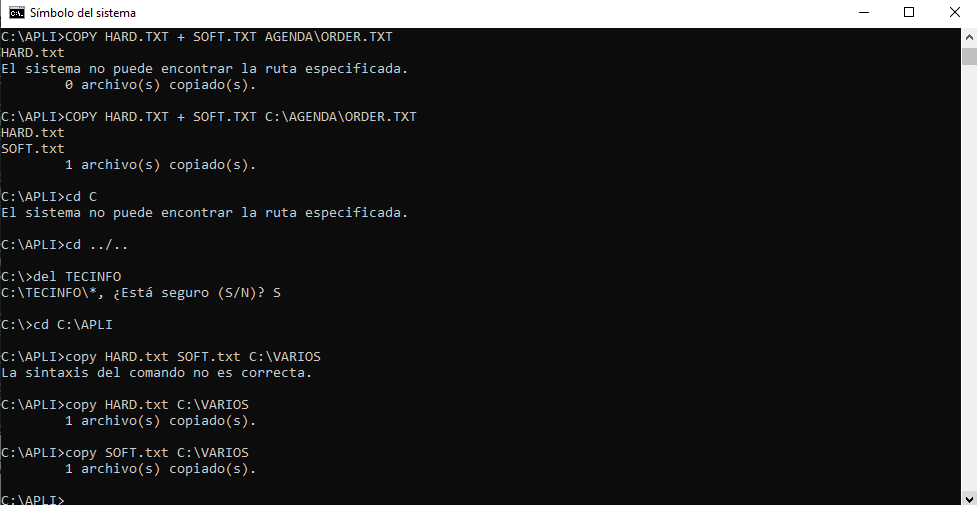 Símbolo del sistema
C:\APLI>COPY HARD.TXT + SOFT.TXT AGENDA\ORDER.TXT
HARD.txt
El sistema no puede encontrar la ruta especificada.
        0 archivo(s) copiado(s).
C:\APLI>COPY HARD.TXT + SOFT.TXT C:\AGENDA\ORDER.TXT
HARD.txt
SOFT.txt
        1 archivo(s) copiado(s).
C:\APLI>cd C
El sistema no puede encontrar la ruta especificada.
C:\APLI>cd ../..
C:\>del TECINFO
C:\TECINFO\*, ¿Está seguro (S/N)? S
C:\>cd C:\APLI
C:\APLI>copy HARD.txt SOFT.txt C:\VARIOS
La sintaxis del comando no es correcta.
C:\APLI>copy HARD.txt C:\VARIOS
        1 archivo(s) copiado(s).
C:\APLI>copy SOFT.txt C:\VARIOS
        1 archivo(s) copiado(s).
C:\APLI>